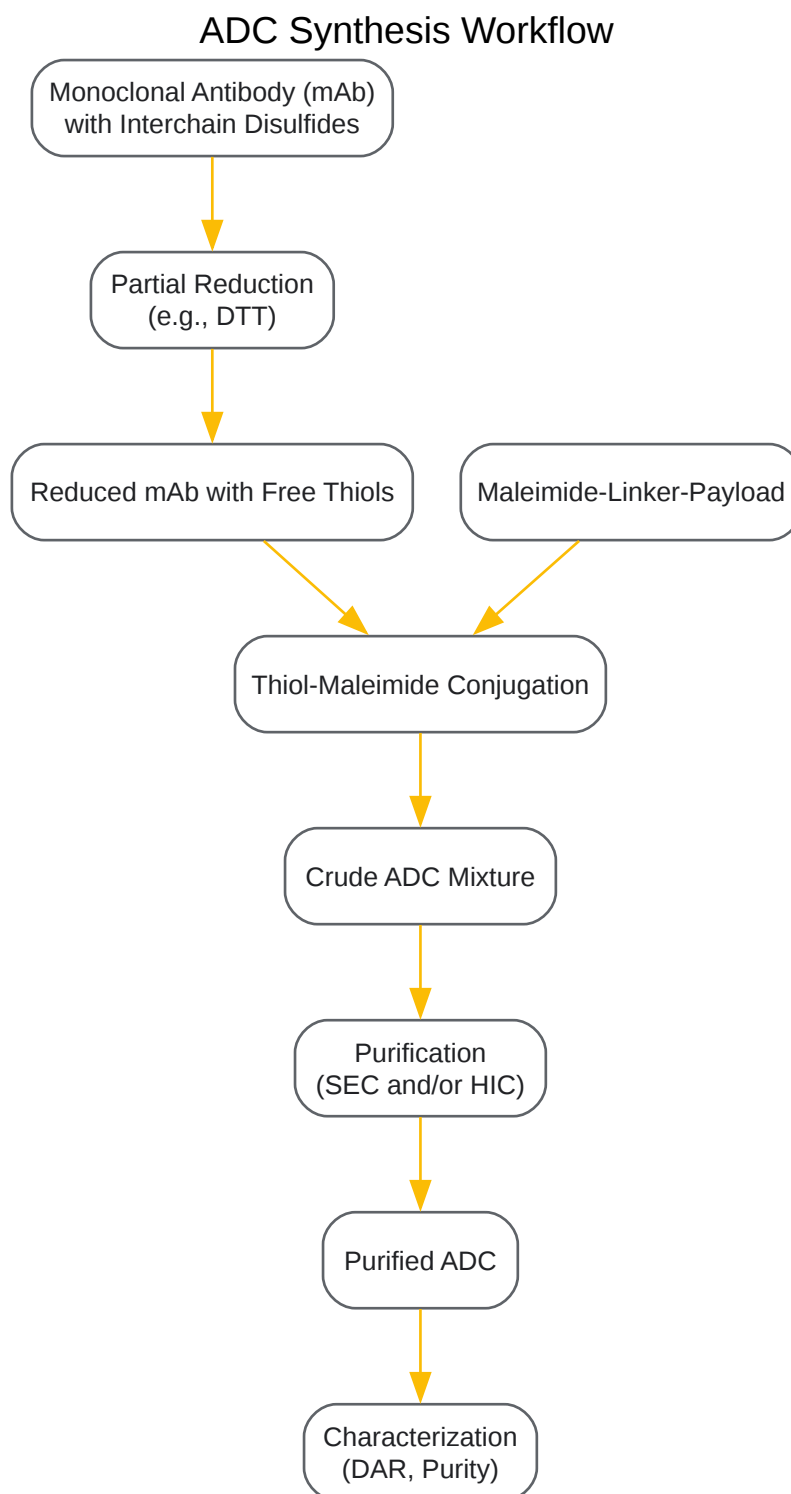 ADC Synthesis Workflow
Monoclonal Antibody (mAb)
with Interchain Disulfides
Partial Reduction
(e.g., DTT)
Reduced mAb with Free Thiols
Maleimide-Linker-Payload
Thiol-Maleimide Conjugation
Crude ADC Mixture
Purification
(SEC and/or HIC)
Purified ADC
Characterization
(DAR, Purity)